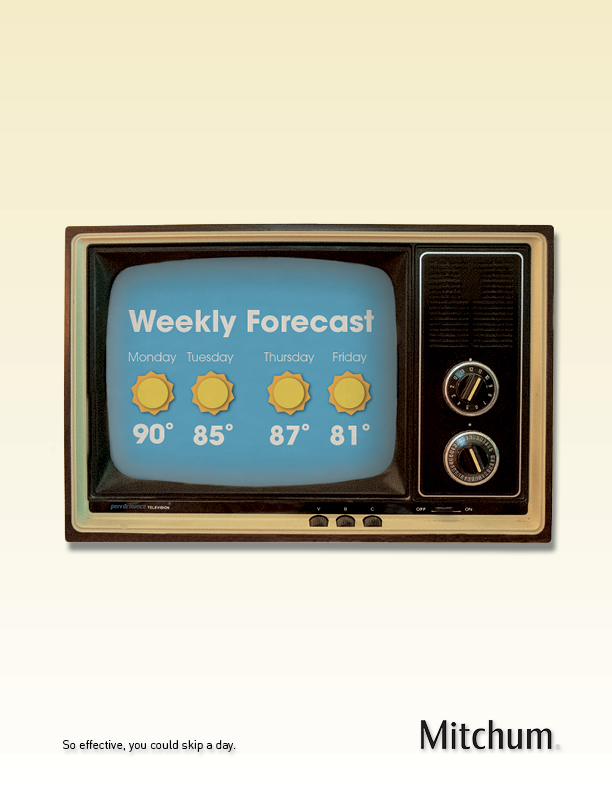 Weekly Forecast
Monday Tuesday Thursday Friday
90° 85° 87° 81°
TELEVISION
V B C
OFF ON
So effective, you could skip a day.
Mitchum